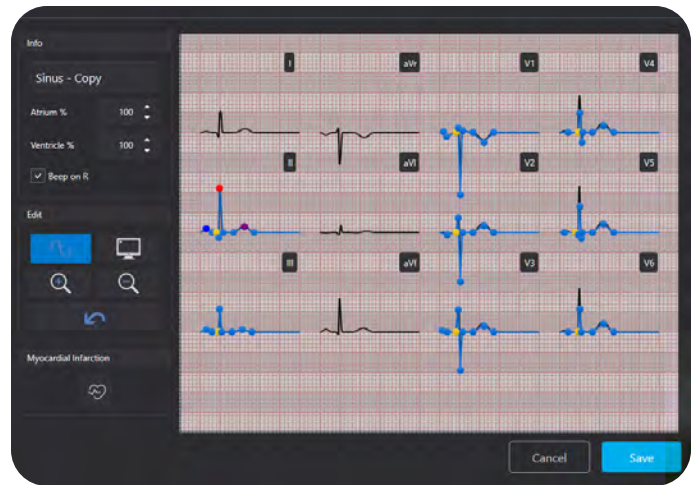 Info
Sinus - Copy
Atrium % 100
Ventricle % 100
Beep on R
Edit
Myocardial Infarction
I aVr V1 V4
II aVl V2 V5
III aVf V3 V6
Cancel Save